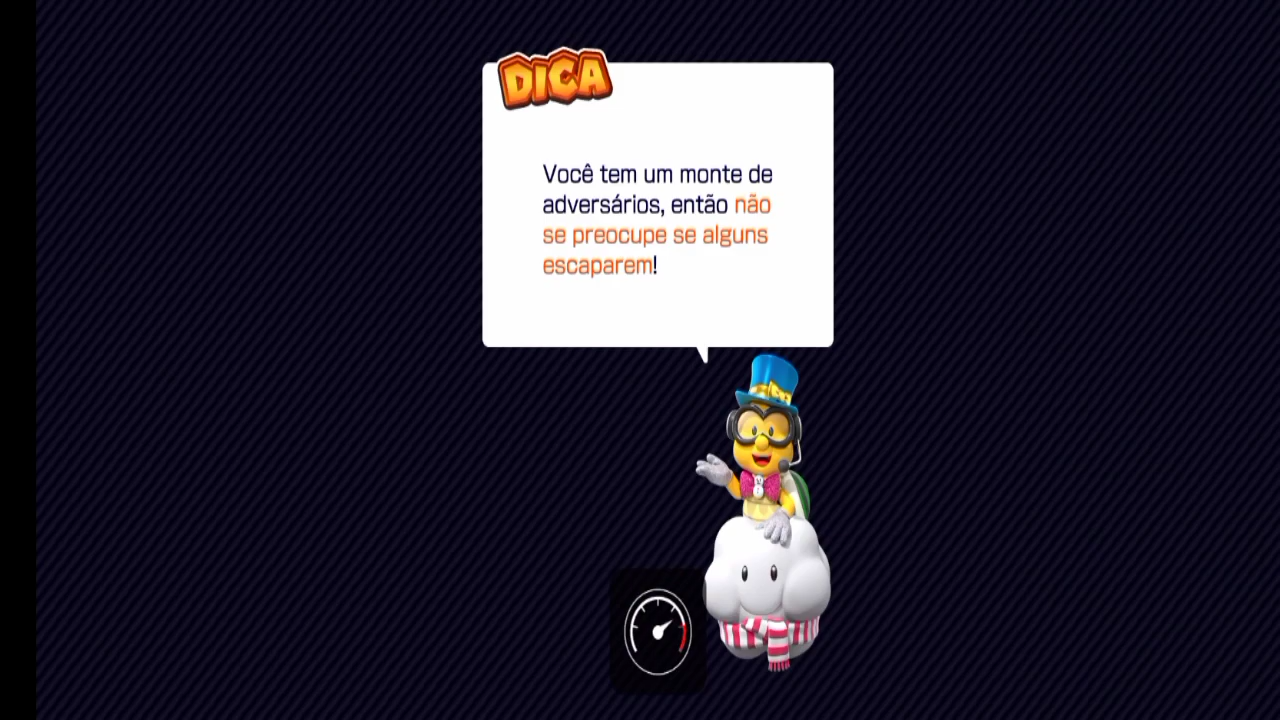 DICA
Você tem um monte de
adversários, então não
se preocupe se alguns
escaparem!